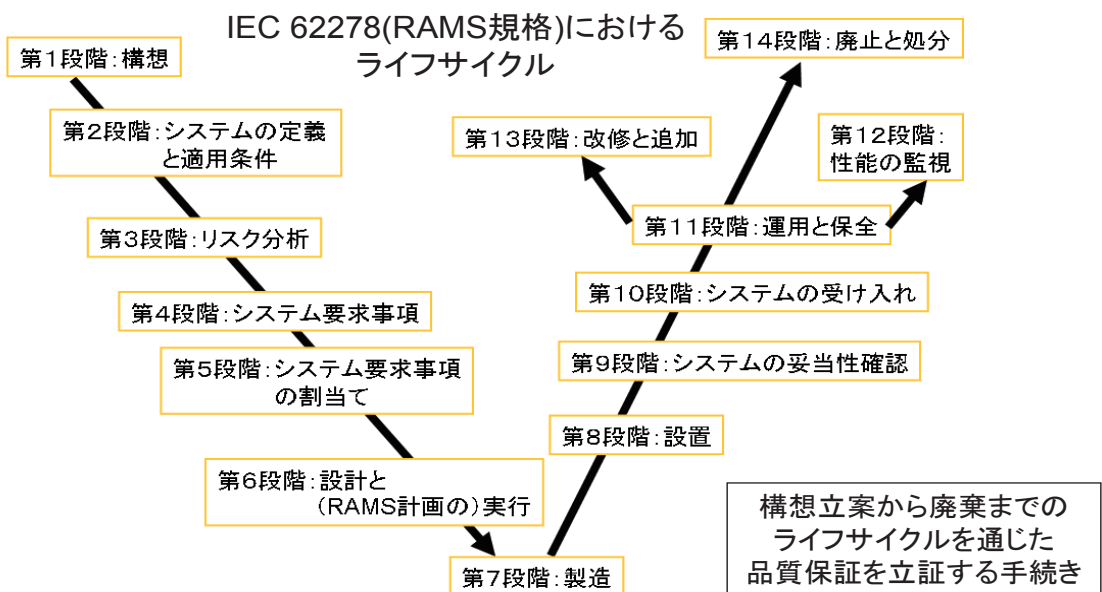 IEC 62278(RAMS規格)における
ライフサイクル
第1段階:構想
第2段階:システムの定義
と適用条件
第3段階:リスク分析
第4段階:システム要求事項
第5段階:システム要求事項
の割当て
第6段階:設計と
(RAMS計画の)実行
第7段階:製造
第8段階:設置
第9段階:システムの妥当性確認
第10段階:システムの受け入れ
第11段階:運用と保全
第12段階:
性能の監視
第13段階:改修と追加
第14段階:廃止と処分
構想立案から廃棄までの
ライフサイクルを通じた
品質保証を立証する手続き